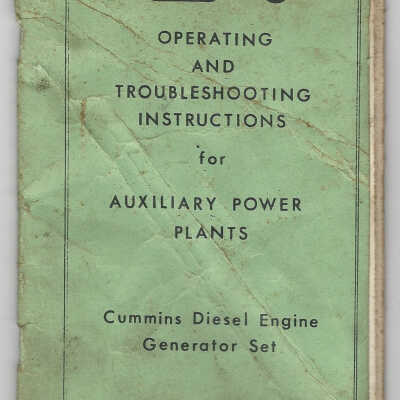 OPERATING
AND
TROUBLESHOOTING
INSTRUCTIONS
for
AUXILIARY POWER
PLANTS
Cummins Diesel Engine
Generator Set